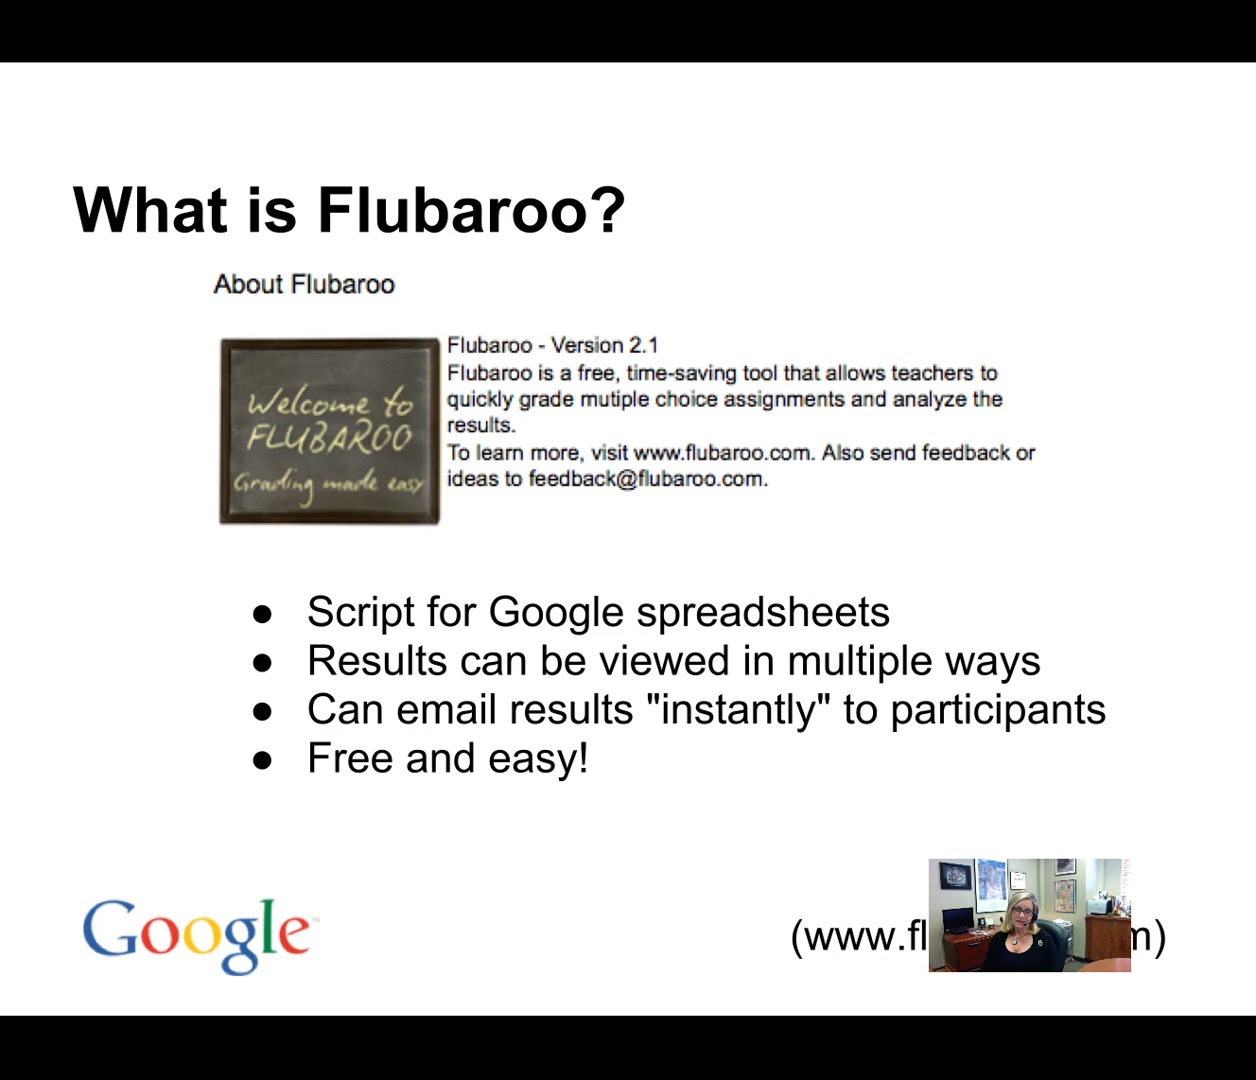 What is Flubaroo?
About Flubaroo
Welcome to
FLUBAROO
Grading made easy
Flubaroo - Version 2.1
Flubaroo is a free, time-saving tool that allows teachers to
quickly grade mutiple choice assignments and analyze the
results.
To learn more, visit www.flubaroo.com. Also send feedback or
ideas to feedback@flubaroo.com.
● Script for Google spreadsheets
● Results can be viewed in multiple ways
● Can email results "instantly" to participants
● Free and easy!
Google™
(www.fl m)